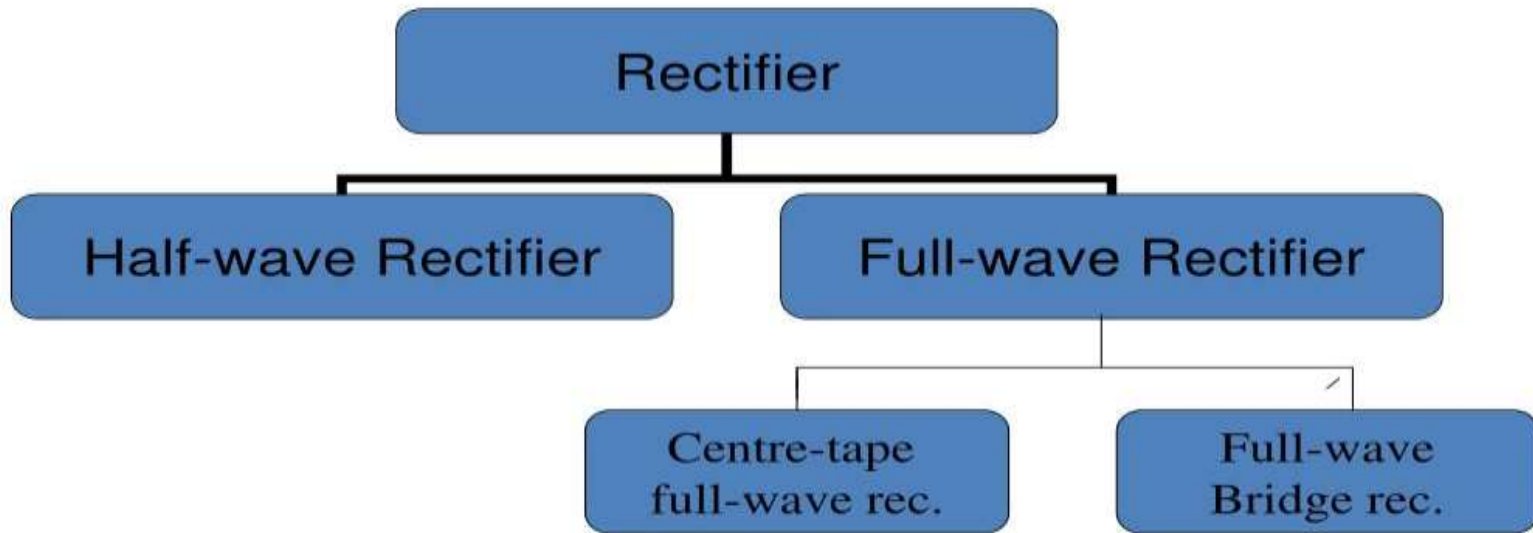 Rectifier
Half-wave Rectifier
Full-wave Rectifier
Centre-tape
full-wave rec.
Full-wave
Bridge rec.